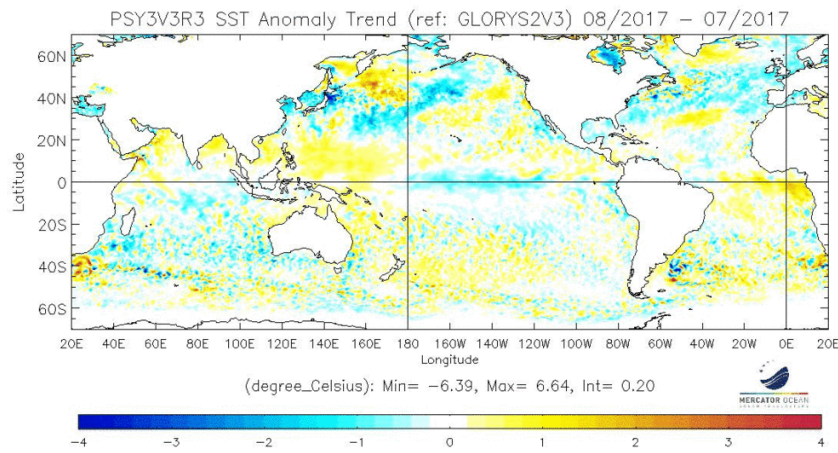 PSY3V3R3 SST Anomaly Trend (ref: GLORYS2V3) 08/2017 – 07/2017
60N
40N
20N
0
20S
40S
60S
Latitude
20E 40E 60E 80E 100E 120E 140E 160E 180E 160W 140W 120W 100W 80W 60W 40W 20W 0E 20E
Longitude
(degree_Celsius): Min= −6.39, Max= 6.64, Int= 0.20
MERCATOR OCEAN
−4 −3 −2 −1 0 1 2 3 4